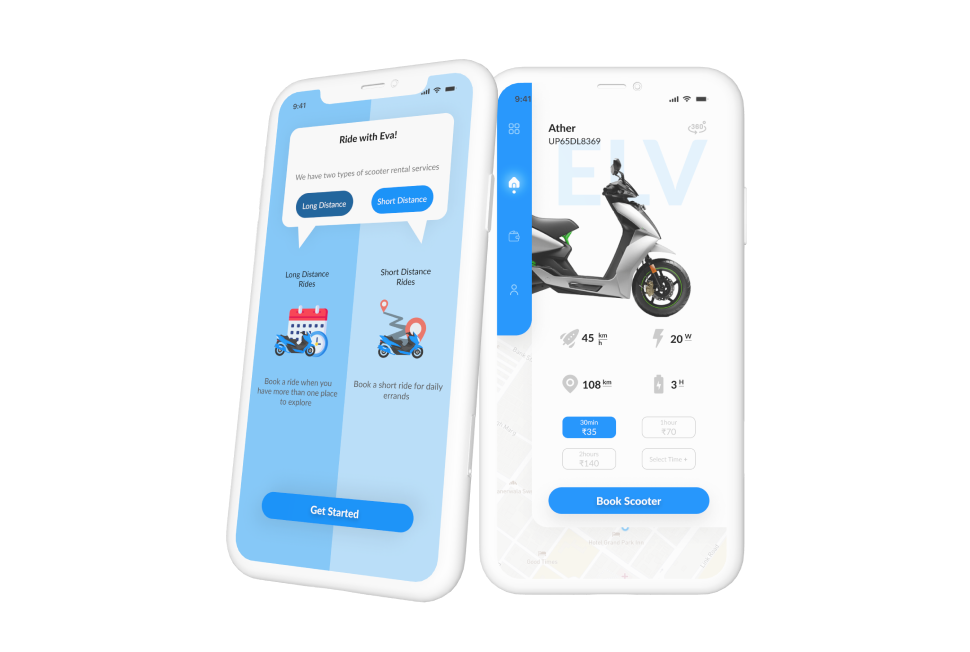 9:41
Ride with Eva!
We have two types of scooter rental services
Long Distance
Short Distance
Long Distance
Rides
Short Distance
Rides
Book a ride when you
have more than one place
to explore
Book a short ride for daily
errands
Get Started
9:41
Ather
UP65DL8369
360°
ELV
45 km
h
20 W
108 km
3 H
30min
₹35
1hour
₹70
2hours
₹140
Select Time
Book Scooter
Link Road